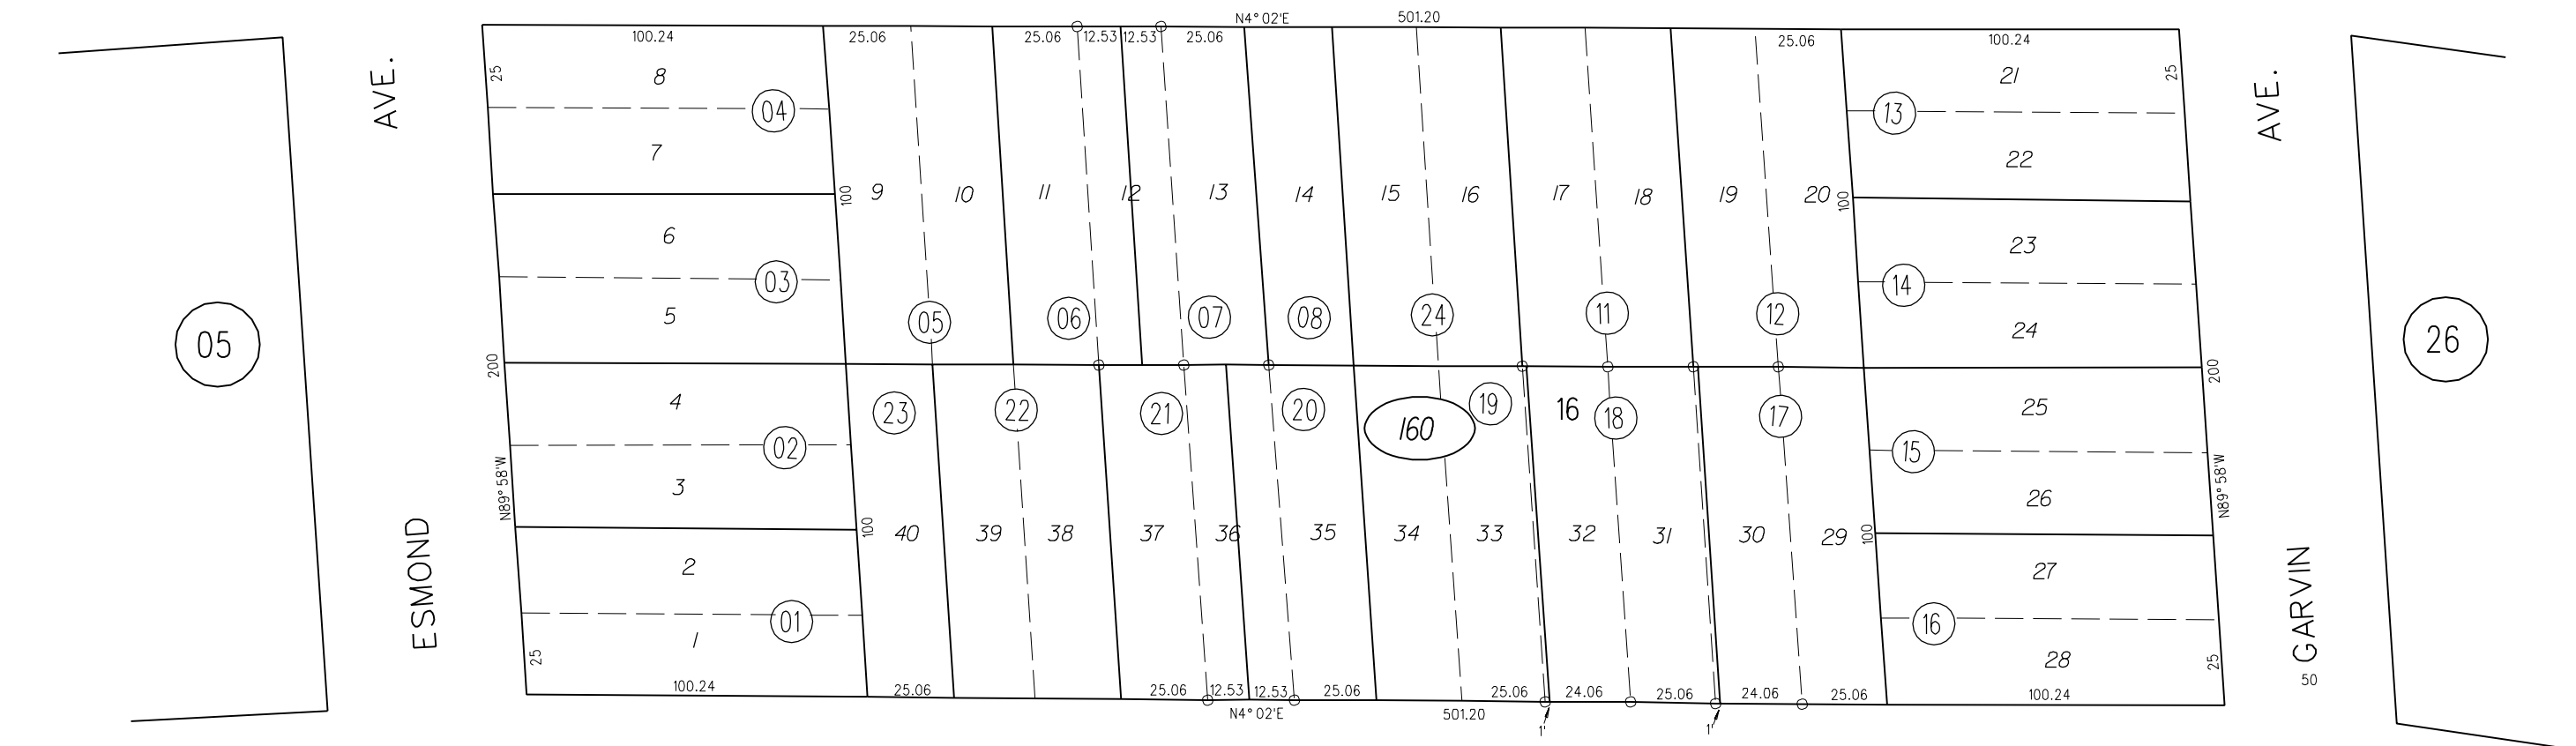 N4° 02'E 501.20
100.24 25.06 25.06 12.53 12.53 25.06 25.06 100.24
AVE. AVE.
25 8 04 13 21 25
7 22
100 9 10 11 12 13 14 15 16 17 18 19 20 100
6 03 14 23
5 24
05 05 06 07 08 24 11 12 26
200 200
4 02 23 22 21 20 160 19 16 18 17 15 25
N89° 58'W 3 26 N89° 58'W
100 40 39 38 37 36 35 34 33 32 31 30 29 100
ESMOND 2 01 16 27 GARVIN
25 1 28 25
50
100.24 25.06 25.06 12.53 12.53 25.06 25.06 24.06 25.06 24.06 25.06 100.24
N4° 02'E 501.20
1' 1'